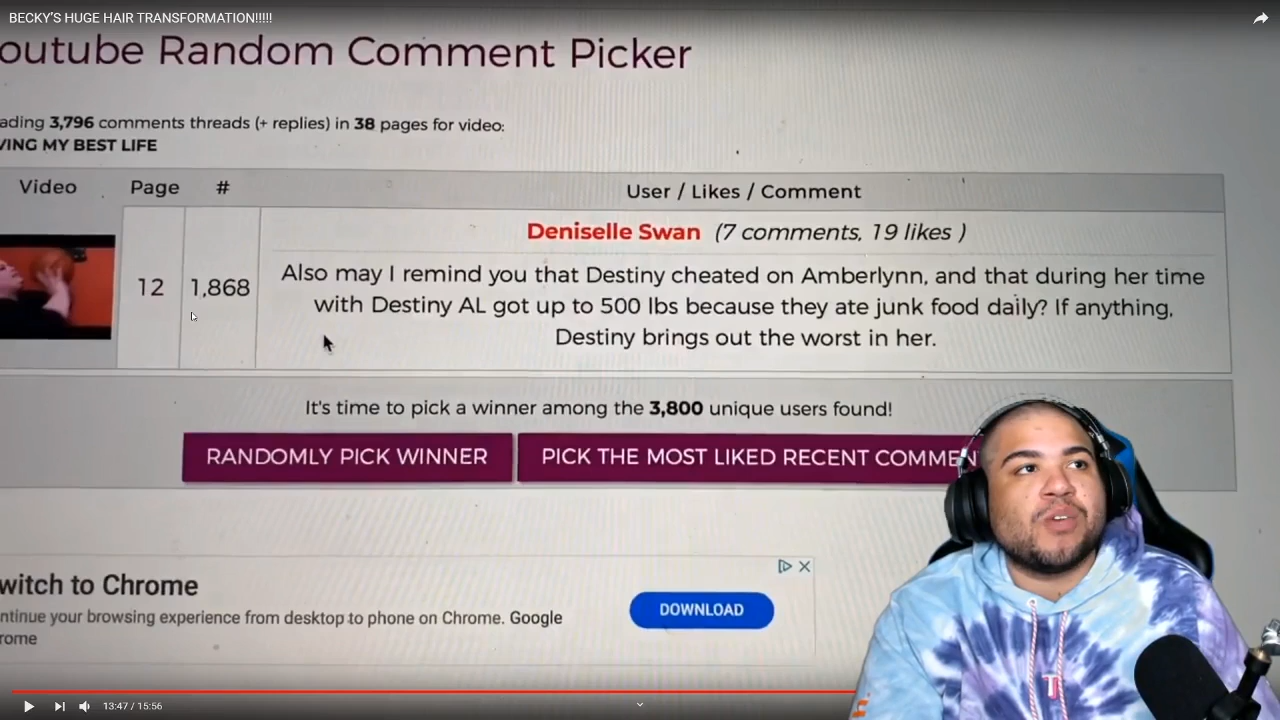 BECKY'S HUGE HAIR TRANSFORMATION!!!!!
outube Random Comment Picker
ading 3,796 comments threads (+ replies) in 38 pages for video:
VING MY BEST LIFE
Video Page # User / Likes / Comment
Deniselle Swan (7 comments, 19 likes )
12 1,868 Also may I remind you that Destiny cheated on Amberlynn, and that during her time
with Destiny AL got up to 500 lbs because they ate junk food daily? If anything,
Destiny brings out the worst in her.
It's time to pick a winner among the 3,800 unique users found!
RANDOMLY PICK WINNER PICK THE MOST LIKED RECENT COMMEN
witch to Chrome
ntinue your browsing experience from desktop to phone on Chrome. Google
rome
DOWNLOAD
T
13:47 / 15:56